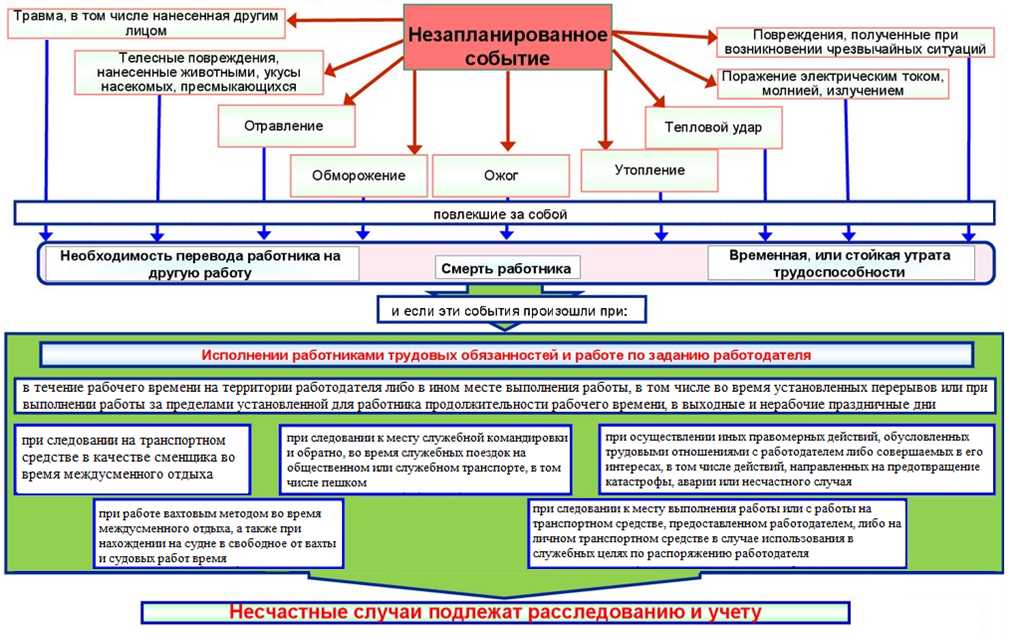 Травма, в том числе нанесенная другим
лицом
Незапланированное
событие
Повреждения, полученные при
возникновении чрезвычайных ситуаций
Телесные повреждения,
нанесенные животными, укусы
насекомых, пресмыкающихся
Поражение электрическим током,
молнией, излучением
Отравление
Тепловой удар
Обморожение
Ожог
Утопление
повлекшие за собой
Необходимость перевода работника на
другую работу
Смерть работника
Временная, или стойкая утрата
трудоспособности
и если эти события произошли при:
Исполнении работниками трудовых обязанностей и работе по заданию работодателя
в течение рабочего времени на территории работодателя либо в ином месте выполнения работы, в том числе во время установленных перерывов или при
выполнении работы за пределами установленной для работника продолжительности рабочего времени, в выходные и нерабочие праздничные дни
при следовании на транспортном
средстве в качестве сменщика во
время междусменного отдыха
при следовании к месту служебной командировки
и обратно, во время служебных поездок на
общественном или служебном транспорте, в том
числе пешком
при осуществлении иных правомерных действий, обусловленных
трудовыми отношениями с работодателем либо совершаемых в его
интересах, в том числе действий, направленных на предотвращение
катастрофы, аварии или несчастного случая
при работе вахтовым методом во время
междусменного отдыха, а также при
нахождении на судне в свободное от вахты
и судовых работ время
при следовании к месту выполнения работы или с работы на
транспортном средстве, предоставленном работодателем, либо на
личном транспортном средстве в случае использования в
служебных целях по распоряжению работодателя
Несчастные случаи подлежат расследованию и учету